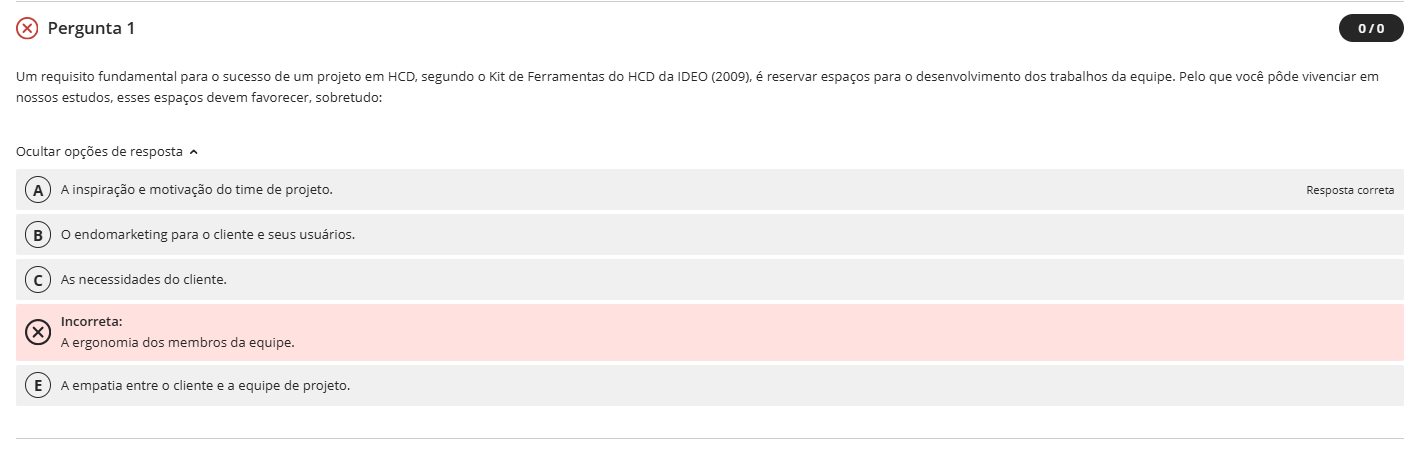 Pergunta 1
0 / 0
Um requisito fundamental para o sucesso de um projeto em HCD, segundo o Kit de Ferramentas do HCD da IDEO (2009), é reservar espaços para o desenvolvimento dos trabalhos da equipe. Pelo que você pôde vivenciar em
nossos estudos, esses espaços devem favorecer, sobretudo:
Ocultar opções de resposta
A A inspiração e motivação do time de projeto. Resposta correta
B O endomarketing para o cliente e seus usuários.
C As necessidades do cliente.
Incorreta:
A ergonomia dos membros da equipe.
E A empatia entre o cliente e a equipe de projeto.